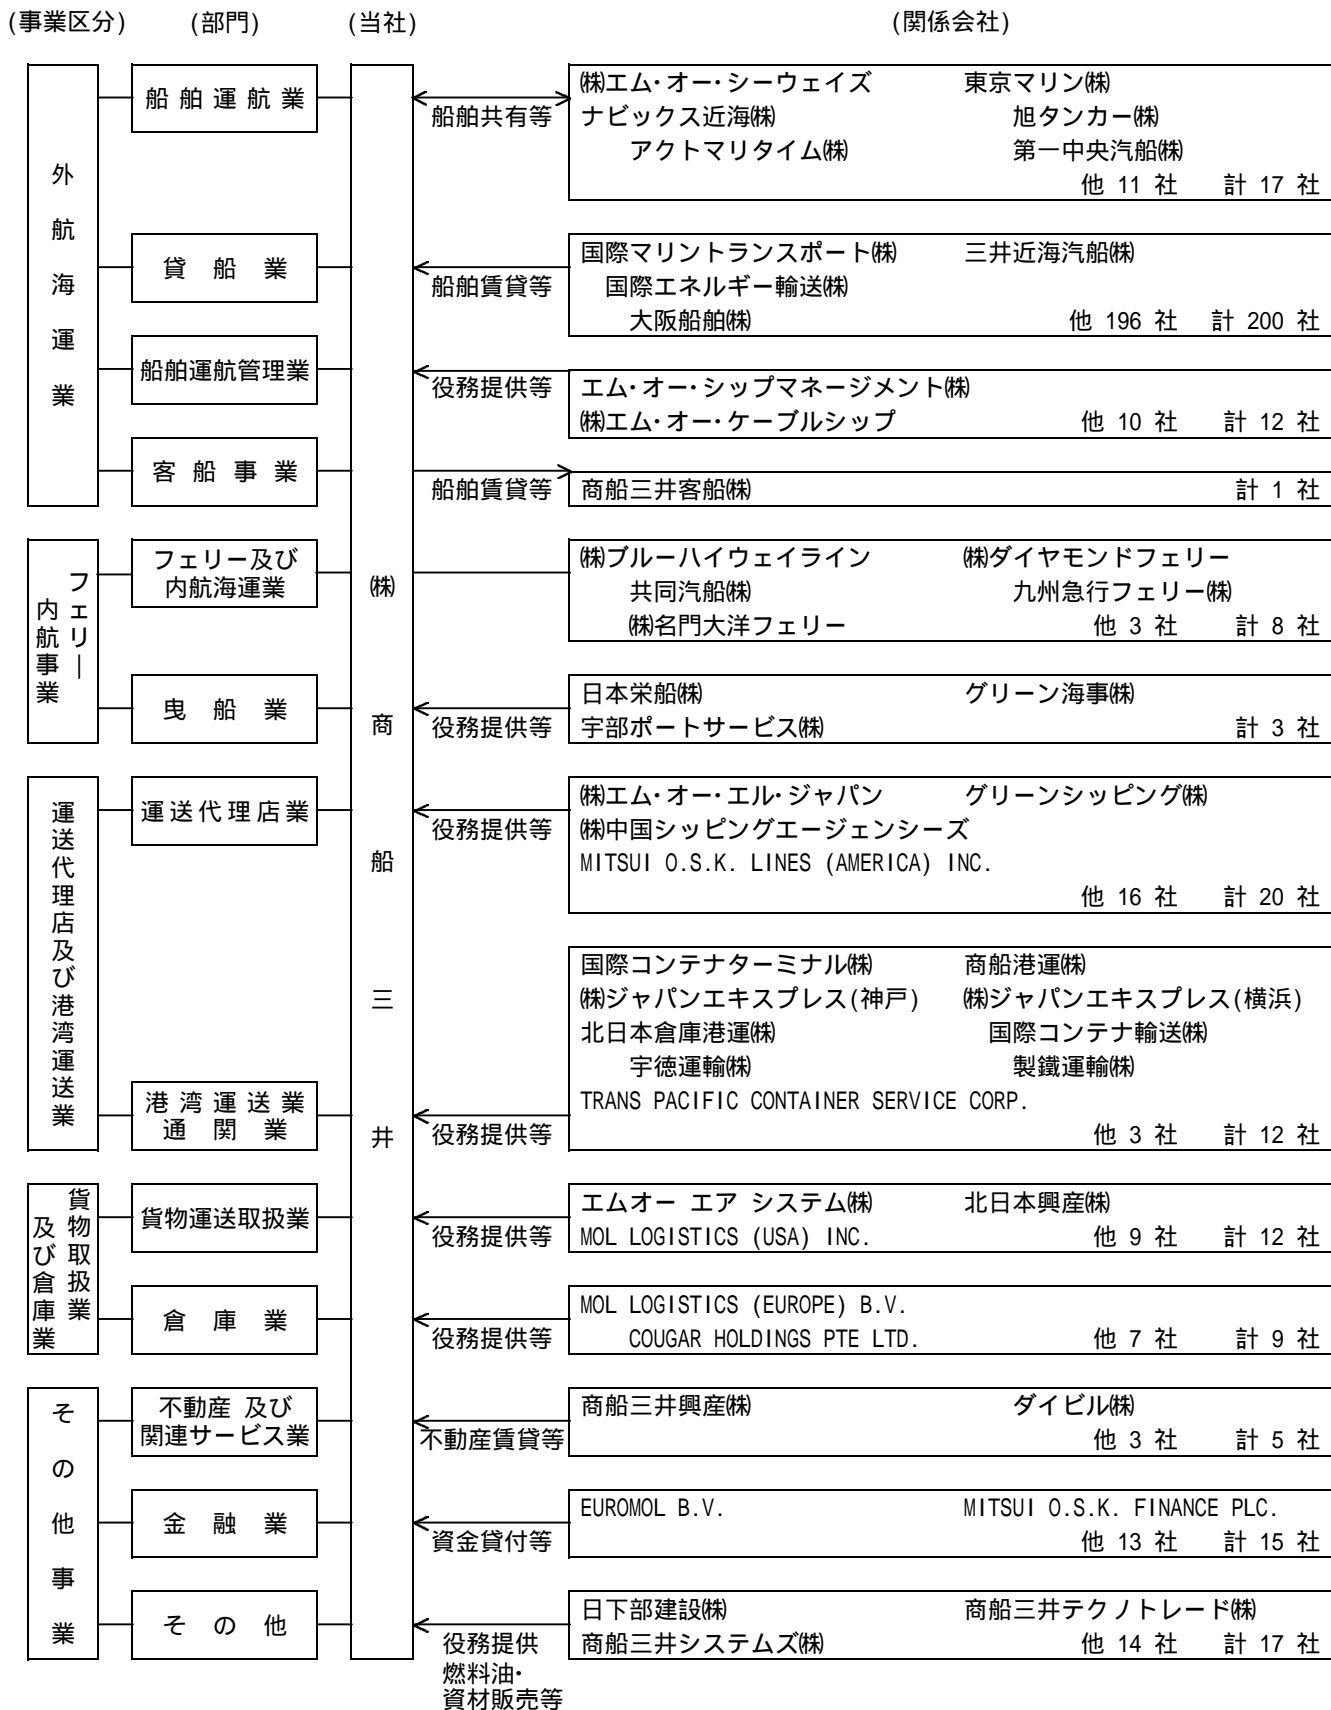 (事業区分) (部門) (当社) (関係会社)
外航海運業
船舶運航業
船舶共有等
㈱エム・オー・シーウェイズ 東京マリン㈱
ナビックス近海㈱ 旭タンカー㈱
アクトマリタイム㈱ 第一中央汽船㈱
他 11 社 計 17 社
貸船業
船舶賃貸等
国際マリントランスポート㈱ 三井近海汽船㈱
国際エネルギー輸送㈱
大阪船舶㈱ 他 196 社 計 200 社
船舶運航管理業
役務提供等
エム・オー・シップマネージメント㈱
㈱エム・オー・ケーブルシップ 他 10 社 計 12 社
客船事業
船舶賃貸等
商船三井客船㈱ 計 1 社
フェリー
内航事業
フェリー及び
内航海運業
㈱ブルーハイウェイライン ㈱ダイヤモンドフェリー
共同汽船㈱ 九州急行フェリー㈱
㈱名門大洋フェリー 他 3 社 計 8 社
曳船業
役務提供等
日本栄船㈱ グリーン海事㈱
宇部ポートサービス㈱ 計 3 社
㈱商船三井
運送代理店及び港湾運送業
運送代理店業
役務提供等
㈱エム・オー・エル・ジャパン グリーンシッピング㈱
㈱中国シッピングエージェンシーズ
MITSUI O.S.K. LINES (AMERICA) INC.
他 16 社 計 20 社
港湾運送業
通関業
役務提供等
国際コンテナターミナル㈱ 商船港運㈱
㈱ジャパンエキスプレス(神戸) ㈱ジャパンエキスプレス(横浜)
北日本倉庫港運㈱ 国際コンテナ輸送㈱
宇徳運輸㈱ 製鐵運輸㈱
TRANS PACIFIC CONTAINER SERVICE CORP.
他 3 社 計 12 社
貨物取扱業
及び倉庫業
貨物運送取扱業
役務提供等
エムオー エア システム㈱ 北日本興産㈱
MOL LOGISTICS (USA) INC. 他 9 社 計 12 社
倉庫業
役務提供等
MOL LOGISTICS (EUROPE) B.V.
COUGAR HOLDINGS PTE LTD. 他 7 社 計 9 社
その他事業
不動産 及び
関連サービス業
不動産賃貸等
商船三井興産㈱ ダイビル㈱
他 3 社 計 5 社
金融業
資金貸付等
EUROMOL B.V. MITSUI O.S.K. FINANCE PLC.
他 13 社 計 15 社
その他
役務提供
燃料油・
資材販売等
日下部建設㈱ 商船三井テクノトレード㈱
商船三井システムズ㈱ 他 14 社 計 17 社